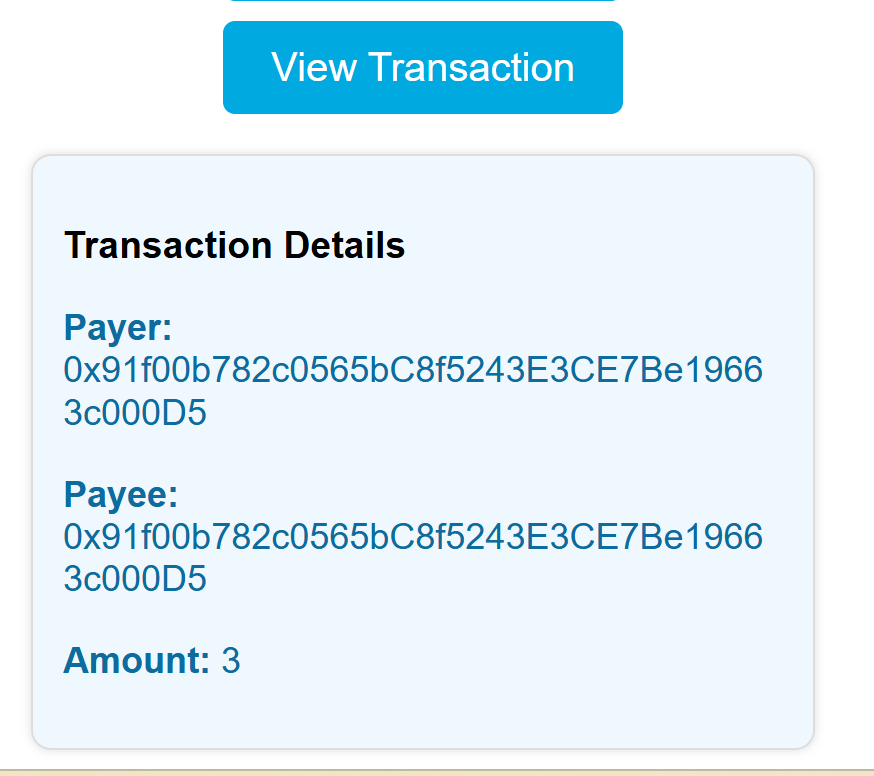 View Transaction
Transaction Details
Payer:
0x91f00b782c0565bC8f5243E3CE7Be1966
3c000D5
Payee:
0x91f00b782c0565bC8f5243E3CE7Be1966
3c000D5
Amount: 3